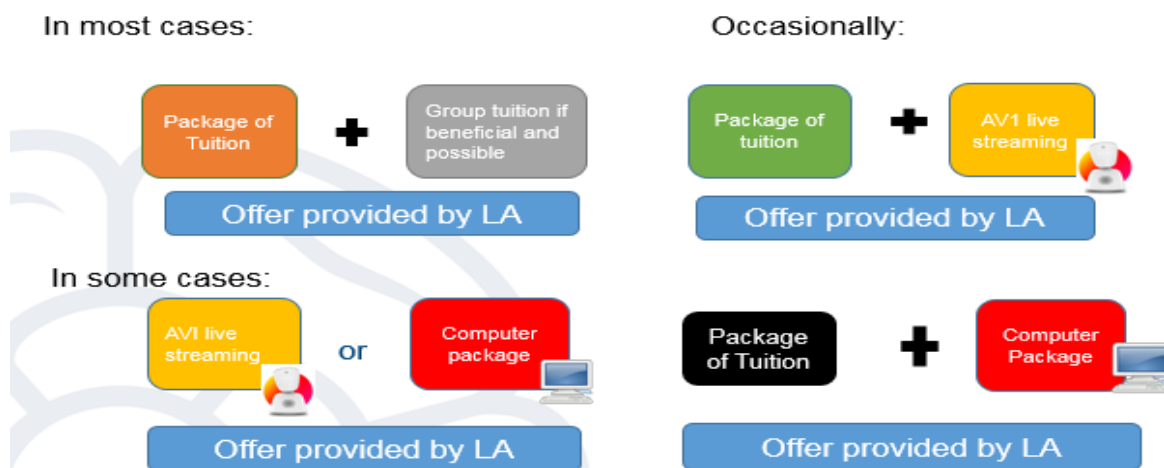 In most cases:
Package of
Tuition
+
Group tuition if
beneficial and
possible
Offer provided by LA
Occasionally:
Package of
tuition
+
AV1 live
streaming
Offer provided by LA
In some cases:
AVI live
streaming
or
Computer
package
Offer provided by LA
Package
of Tuition
+
Computer
Package
Offer provided by LA